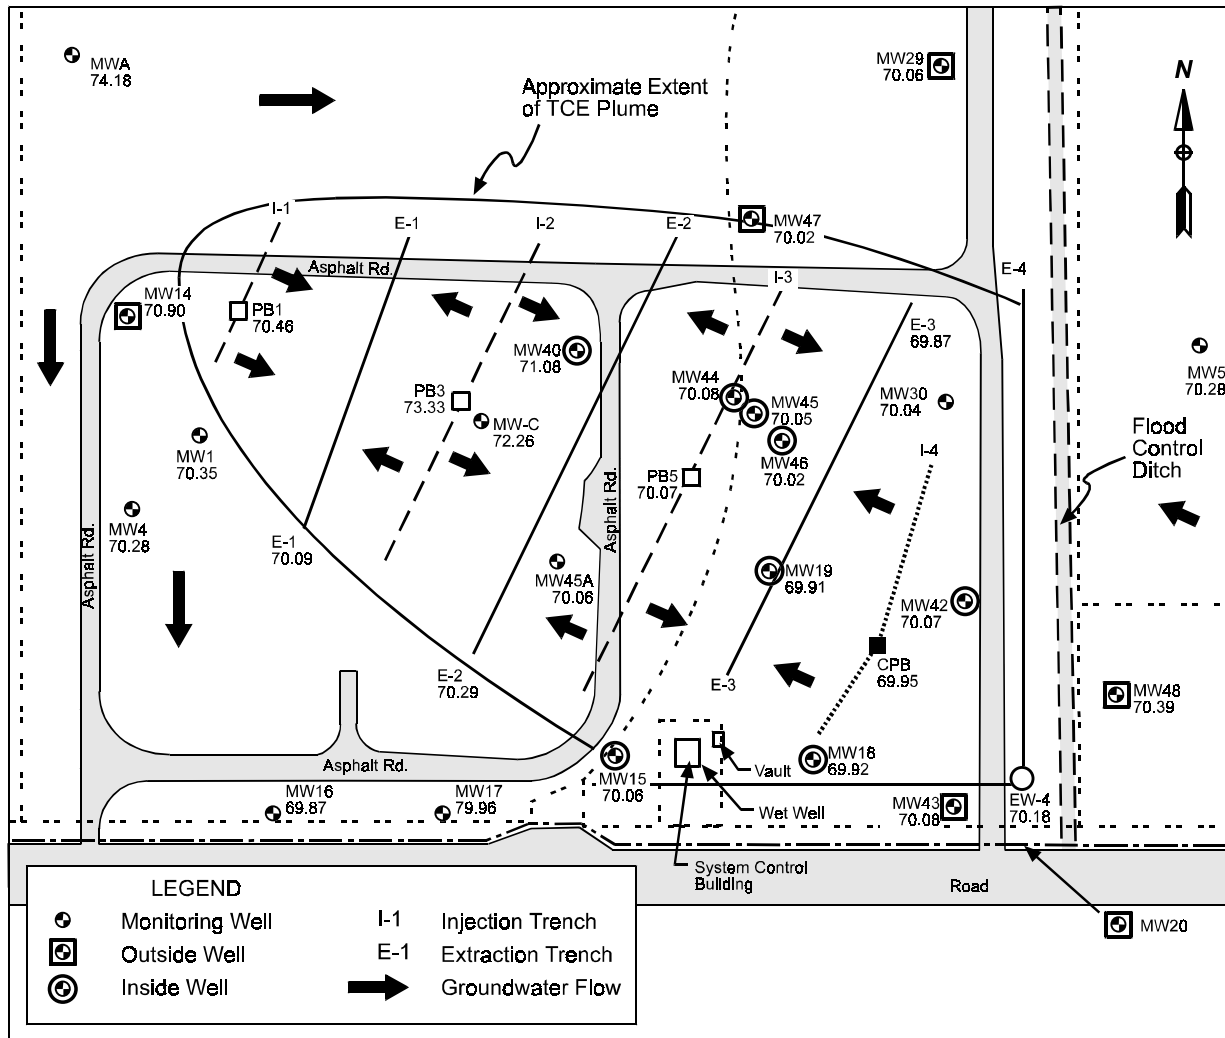 MWA
74.18
MW29
70.06
N
Approximate Extent
of TCE Plume
I-1
E-1
I-2
E-2
MW47
70.02
E-4
Asphalt Rd.
I-3
MW14
70.90
PB1
70.46
E-3
69.87
MW40
71.08
MW5
70.28
MW44
70.08
MW45
70.05
MW30
70.04
PB3
73.33
MW-C
72.26
MW1
70.35
MW46
70.02
I-4
Flood
Control
Ditch
PB5
70.07
MW4
70.28
Asphalt Rd.
Asphalt Rd.
E-1
70.09
MW45A
70.06
MW19
69.91
MW42
70.07
CPB
69.95
E-2
70.29
E-3
MW48
70.39
Asphalt Rd.
MW15
70.06
Vault
MW18
69.92
MW16
69.87
MW17
79.96
Wet Well
MW43
70.08
EW-4
70.18
System Control
Building
Road
MW20
LEGEND
Monitoring Well
I-1
Injection Trench
Outside Well
E-1
Extraction Trench
Inside Well
Groundwater Flow